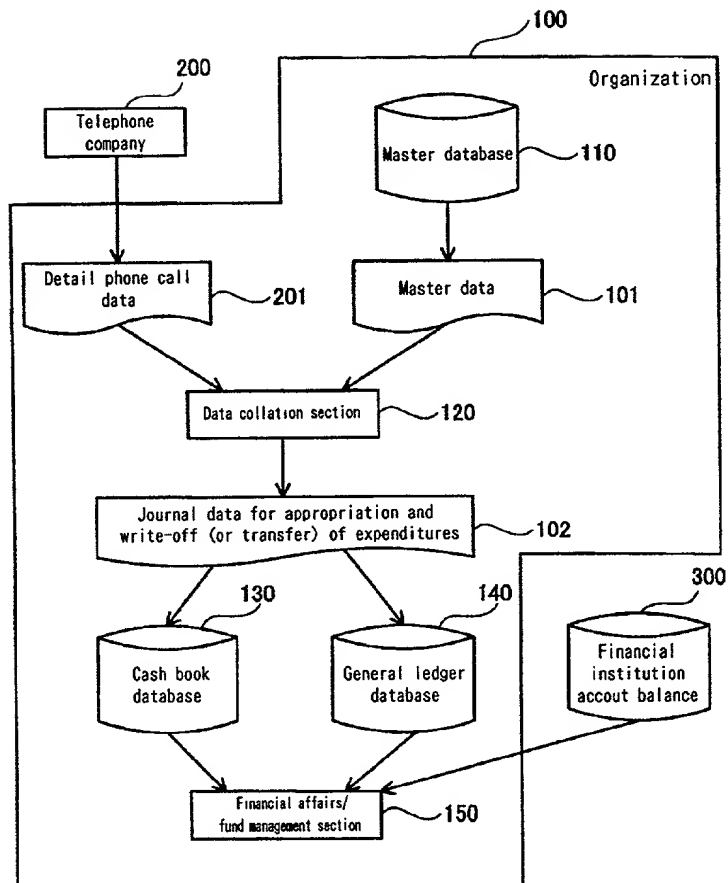 100
200
Organization
Telephone
company
Master database
110
Detail phone call
data
201
Master data
101
Data collation section
120
Journal data for appropriation and
write-off (or transfer) of expenditures
102
130
140
300
Cash book
database
General ledger
database
Financial
institution
accout balance
Financial affairs/
fund management section
150